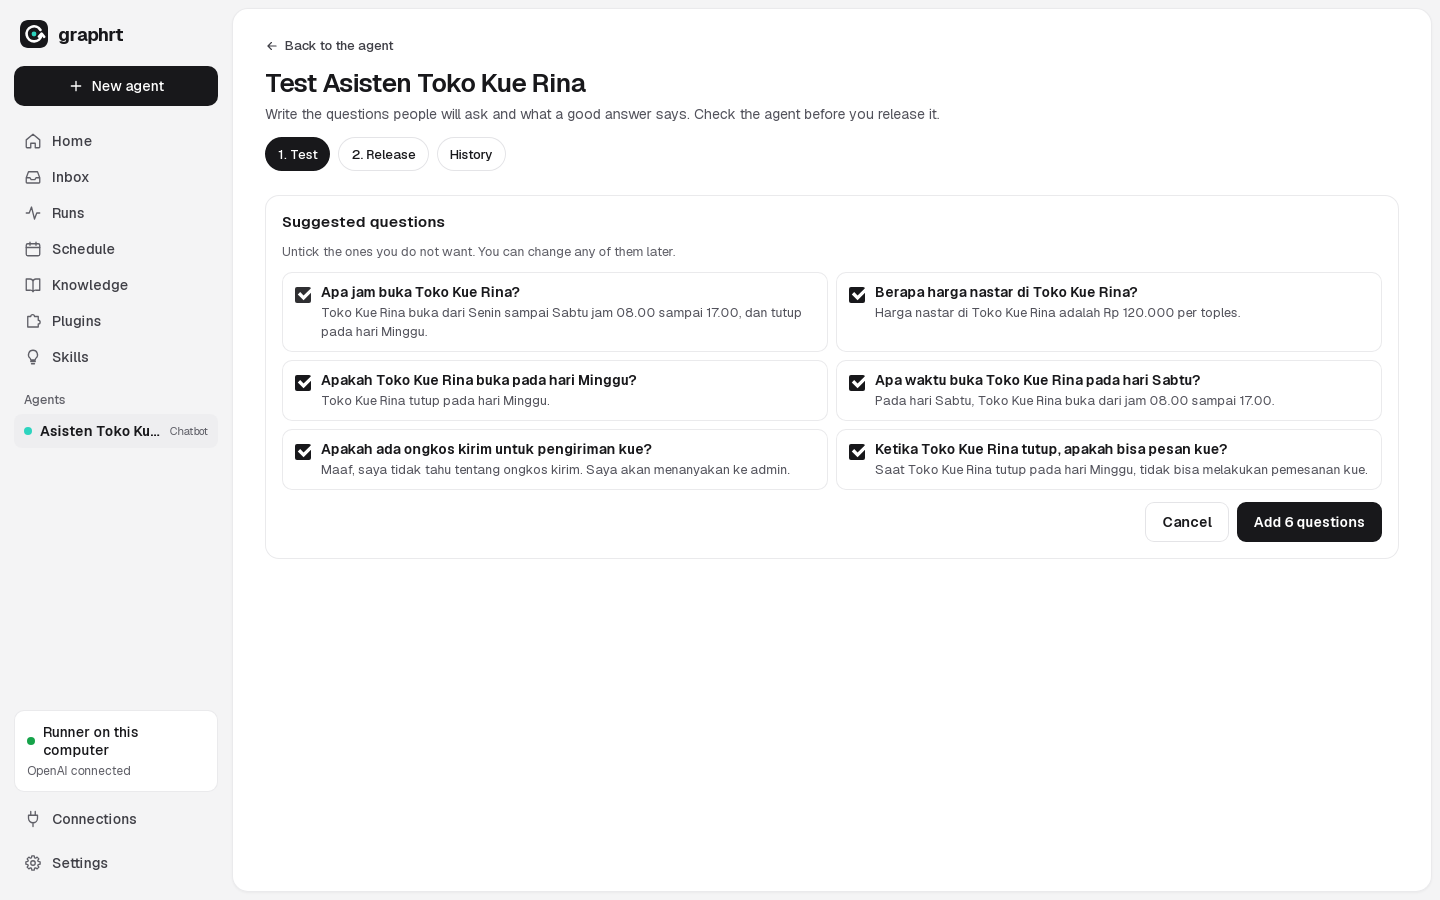 graphrt
New agent
Home
Inbox
Runs
Schedule
Knowledge
Plugins
Skills
Agents
Asisten Toko Ku... Chatbot
Runner on this
computer
OpenAI connected
Connections
Settings
Back to the agent
Test Asisten Toko Kue Rina
Write the questions people will ask and what a good answer says. Check the agent before you release it.
1. Test 2. Release History
Suggested questions
Untick the ones you do not want. You can change any of them later.
Apa jam buka Toko Kue Rina?
Toko Kue Rina buka dari Senin sampai Sabtu jam 08.00 sampai 17.00, dan tutup
pada hari Minggu.
Berapa harga nastar di Toko Kue Rina?
Harga nastar di Toko Kue Rina adalah Rp 120.000 per toples.
Apakah Toko Kue Rina buka pada hari Minggu?
Toko Kue Rina tutup pada hari Minggu.
Apa waktu buka Toko Kue Rina pada hari Sabtu?
Pada hari Sabtu, Toko Kue Rina buka dari jam 08.00 sampai 17.00.
Apakah ada ongkos kirim untuk pengiriman kue?
Maaf, saya tidak tahu tentang ongkos kirim. Saya akan menanyakan ke admin.
Ketika Toko Kue Rina tutup, apakah bisa pesan kue?
Saat Toko Kue Rina tutup pada hari Minggu, tidak bisa melakukan pemesanan kue.
Cancel Add 6 questions